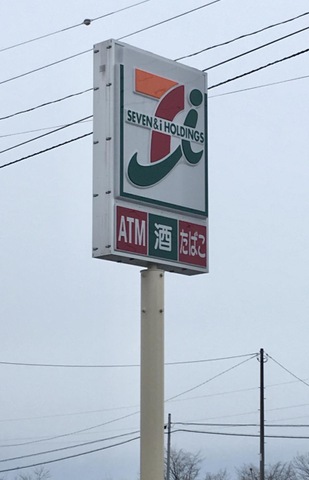 SEVEN & i HOLDINGS
ATM 酒 たばこ